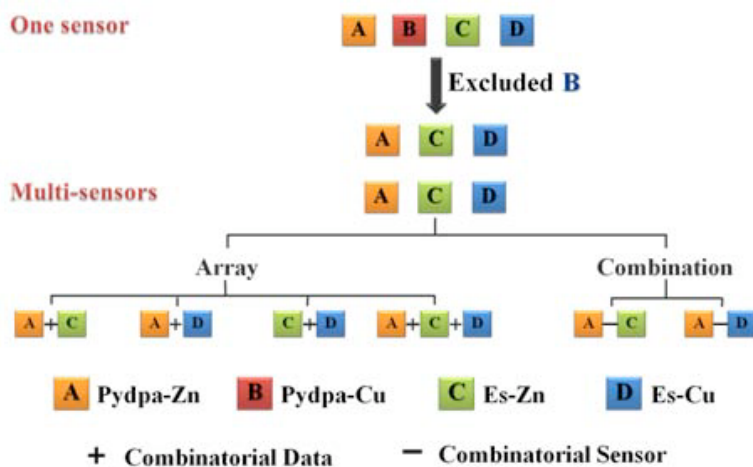 One sensor A B C D
Excluded B
A C D
Multi-sensors A C D
Array Combination
A+C A+D C+D A+C+D A−C A−D
A Pydpa-Zn B Pydpa-Cu C Es-Zn D Es-Cu
+ Combinatorial Data − Combinatorial Sensor